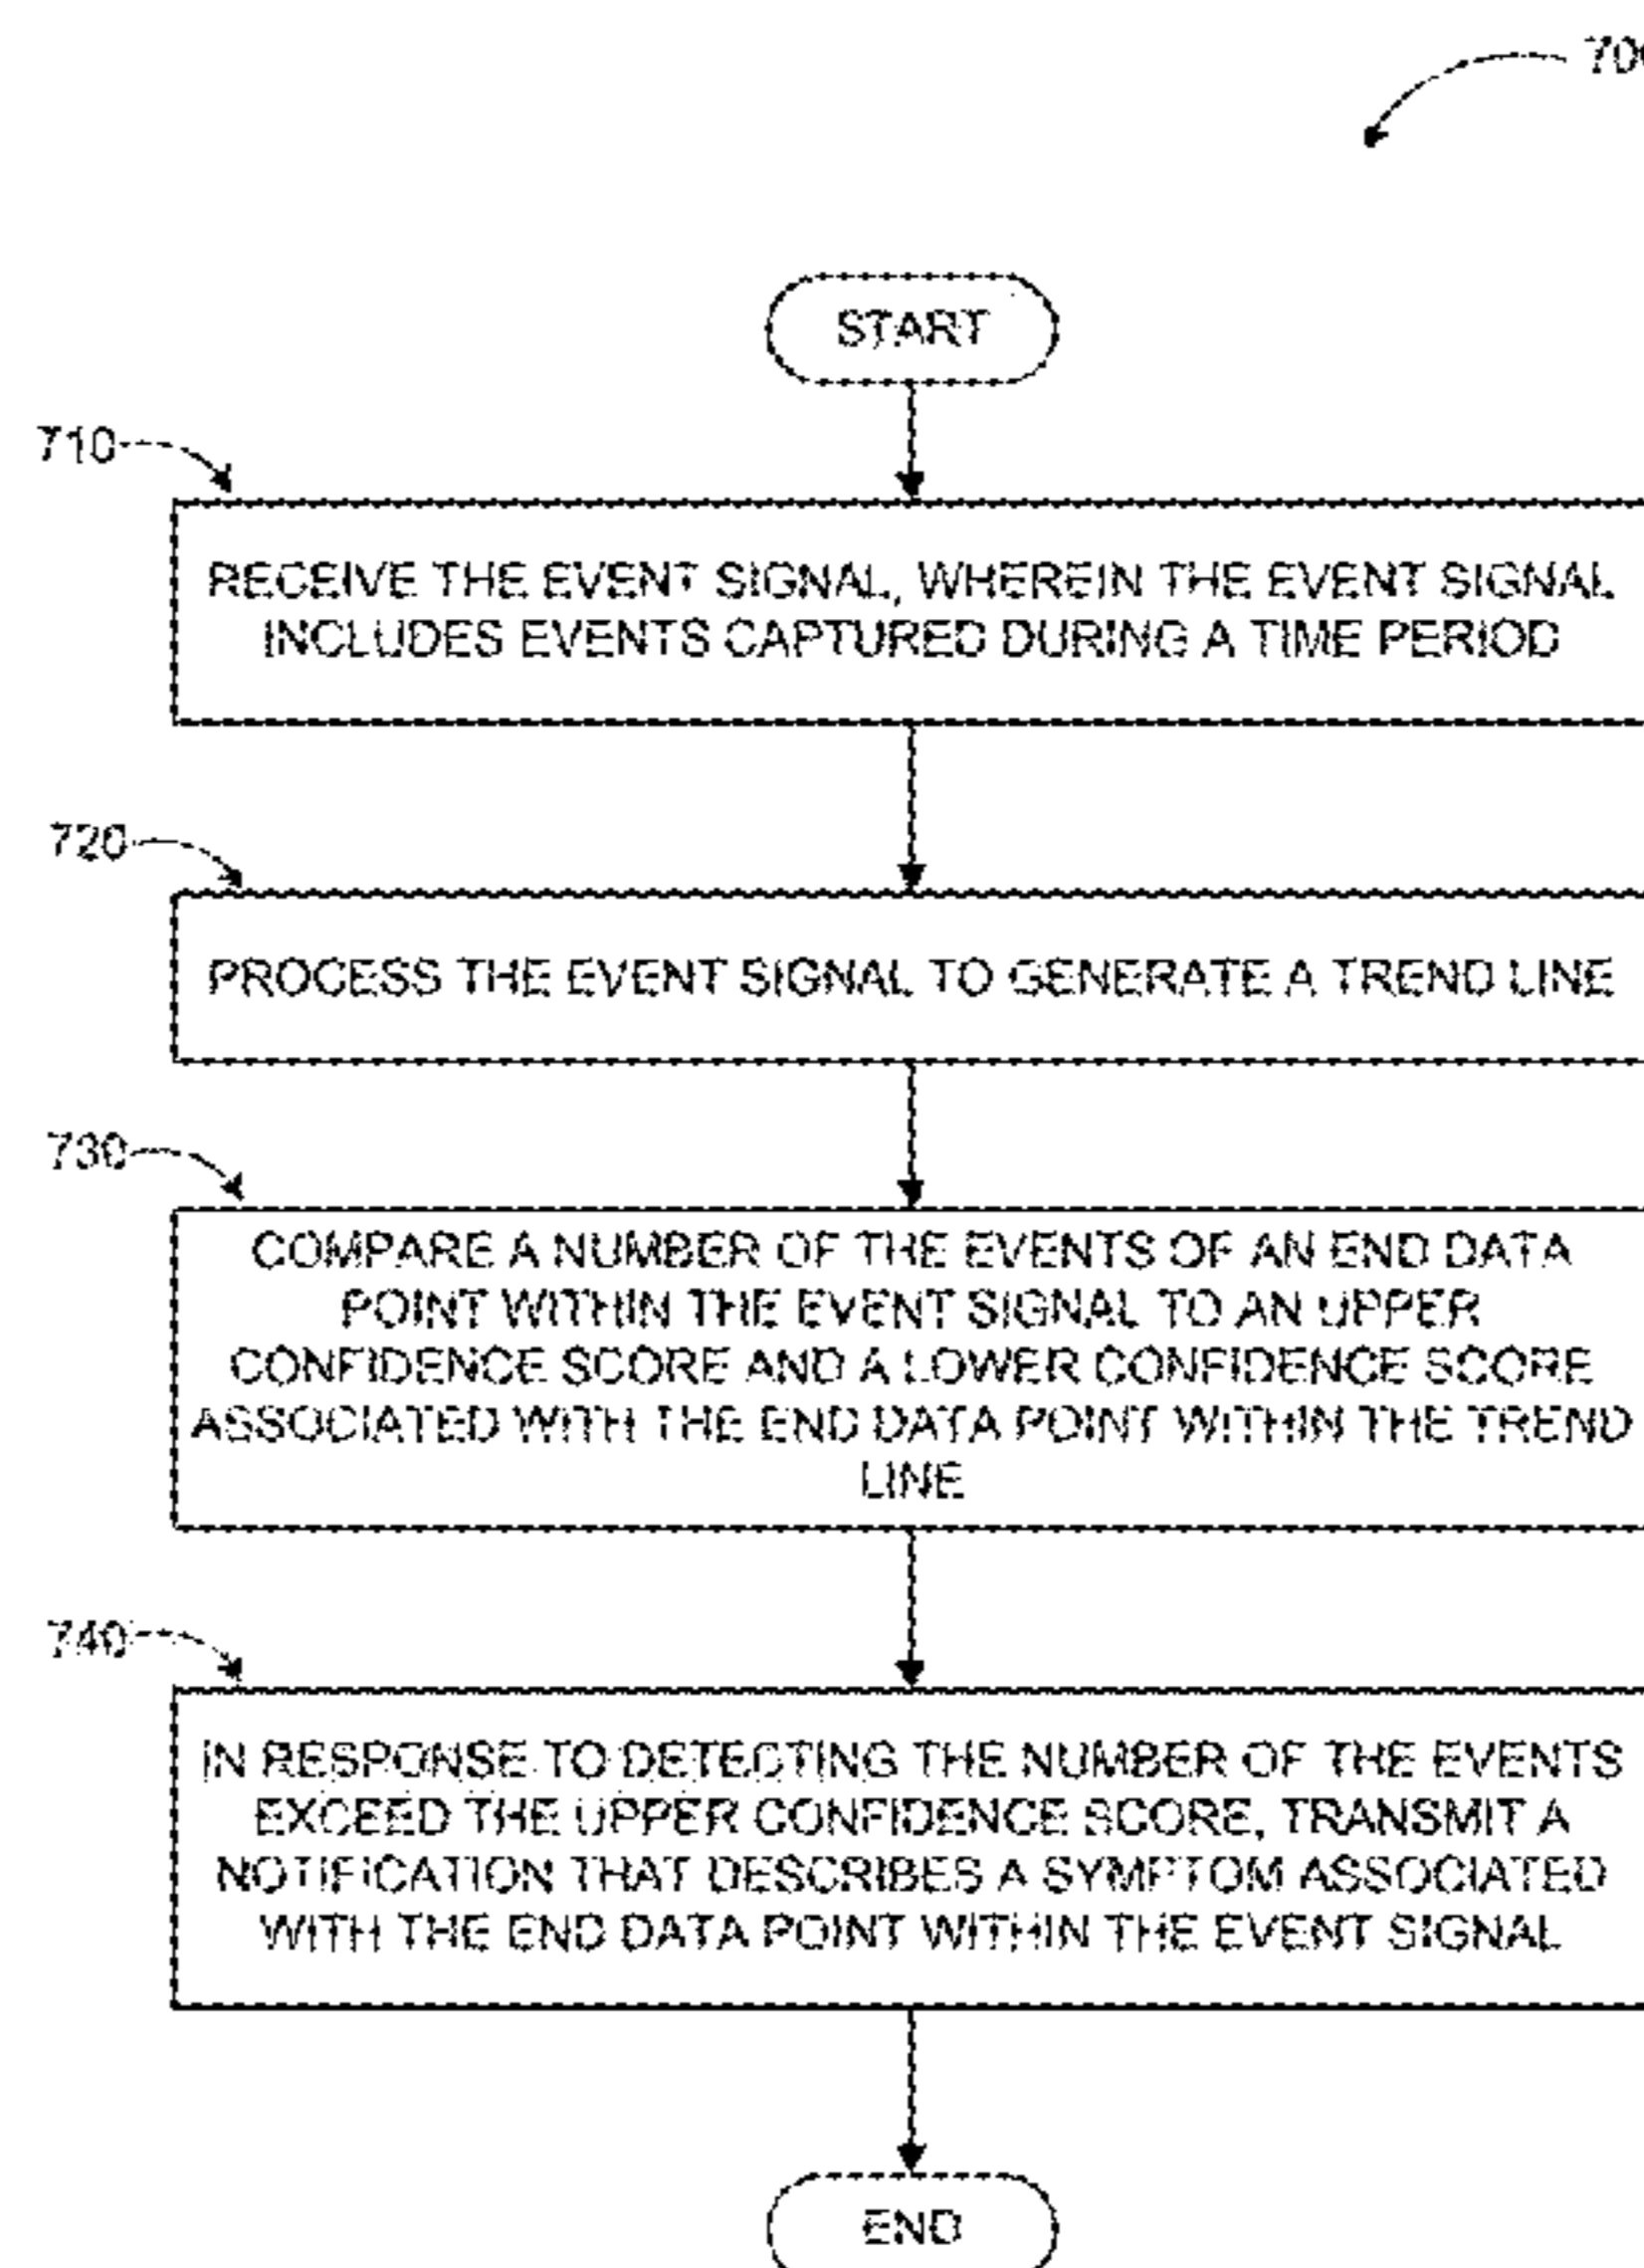 700
START
710
RECEIVE THE EVENT SIGNAL, WHEREIN THE EVENT SIGNAL
INCLUDES EVENTS CAPTURED DURING A TIME PERIOD
720
PROCESS THE EVENT SIGNAL TO GENERATE A TREND LINE
730
COMPARE A NUMBER OF THE EVENTS OF AN END DATA
POINT WITHIN THE EVENT SIGNAL TO AN UPPER
CONFIDENCE SCORE AND A LOWER CONFIDENCE SCORE
ASSOCIATED WITH THE END DATA POINT WITHIN THE TREND
LINE
740
IN RESPONSE TO DETECTING THE NUMBER OF THE EVENTS
EXCEED THE UPPER CONFIDENCE SCORE, TRANSMIT A
NOTIFICATION THAT DESCRIBES A SYMPTOM ASSOCIATED
WITH THE END DATA POINT WITHIN THE EVENT SIGNAL
END